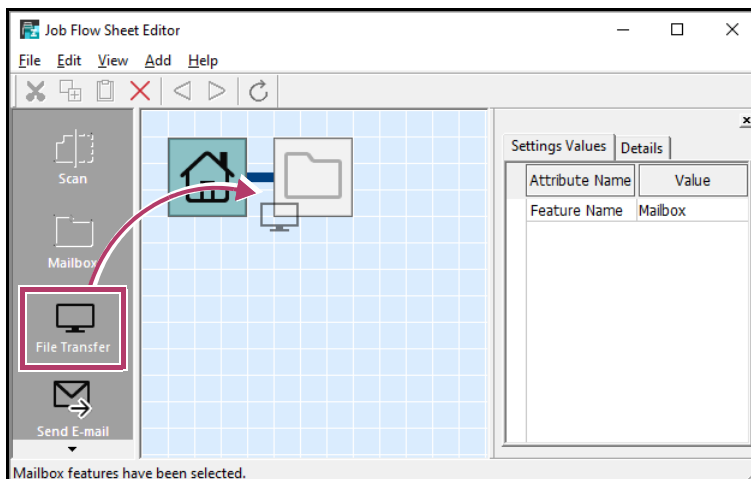 Job Flow Sheet Editor
File Edit View Add Help
Scan
Mailbox
File Transfer
Send E-mail
Settings Values Details
Attribute Name Value
Feature Name Mailbox
Mailbox features have been selected.